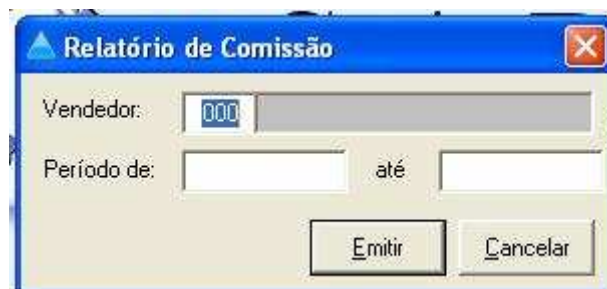 Relatório de Comissão
Vendedor: 000
Período de: até
Emitir Cancelar